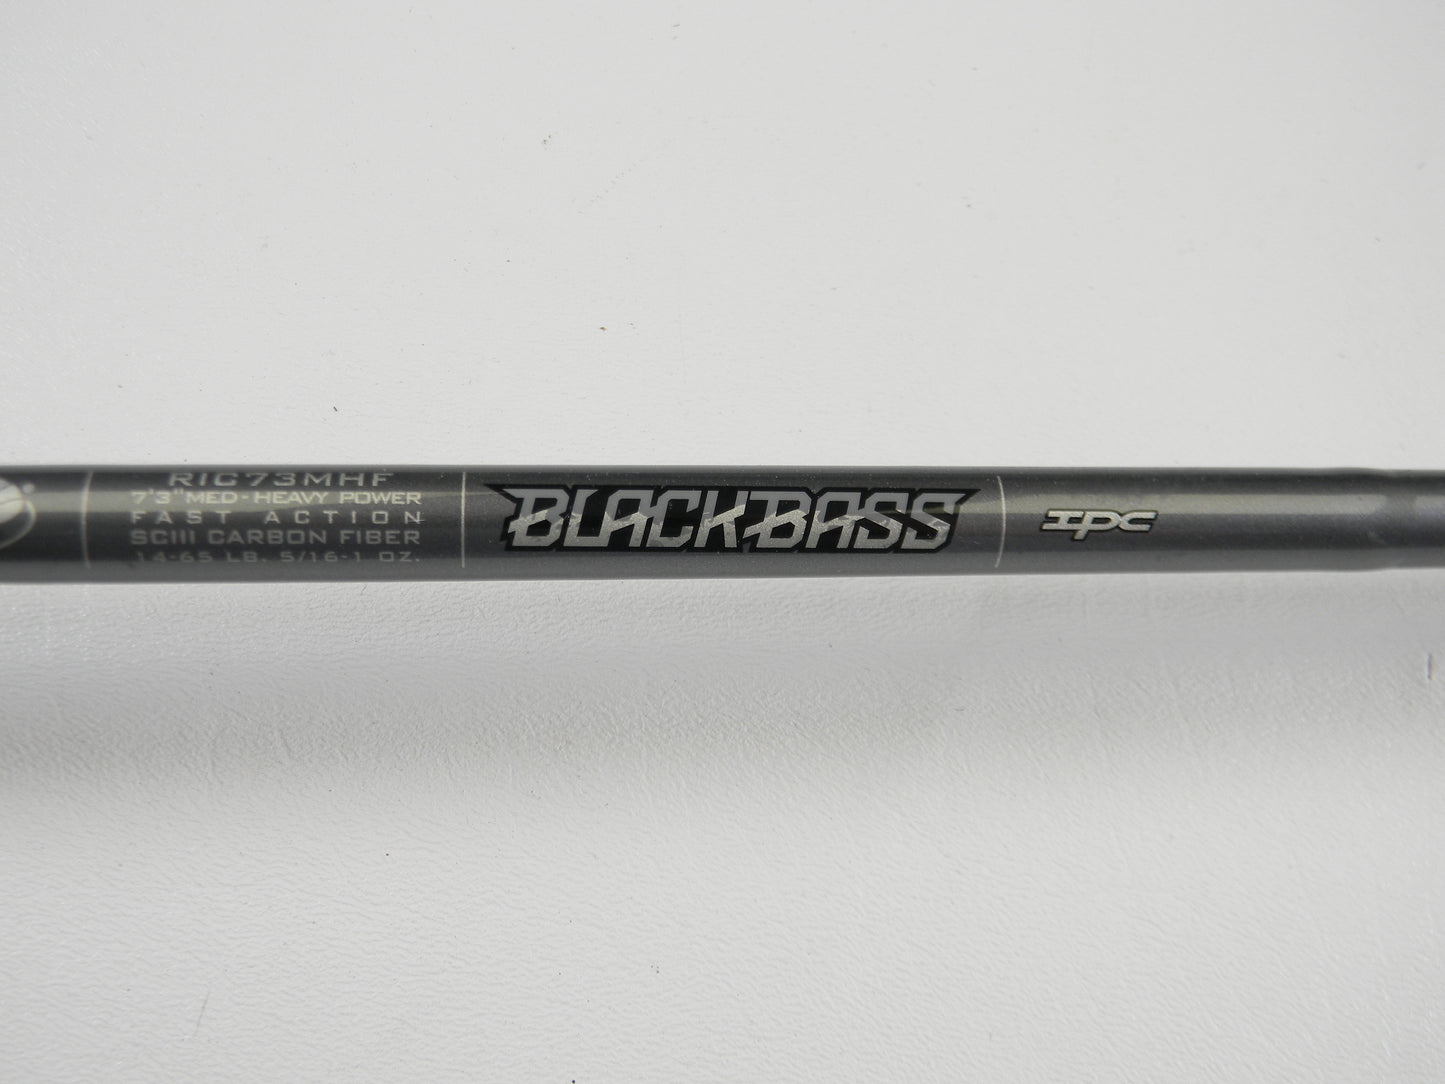 RIC73MHF
7'3" MED-HEAVY POWER
FAST ACTION
SCIII CARBON FIBER
14-65 LB. 5/16-1 OZ.
BLACKBASS
IPC